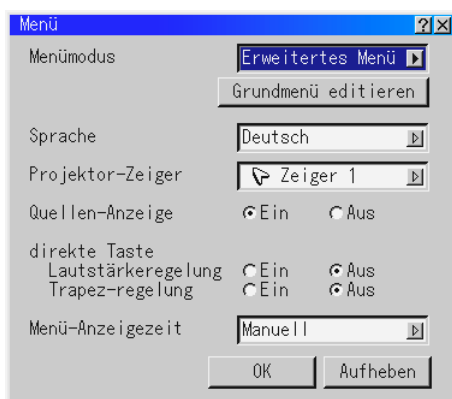 Menü
Menümodus Erweitertes Menü
Grundmenü editieren
Sprache Deutsch
Projektor-Zeiger Zeiger 1
Quellen-Anzeige Ein Aus
direkte Taste
Lautstärkeregelung Ein Aus
Trapez-regelung Ein Aus
Menü-Anzeigezeit Manuell
OK Aufheben